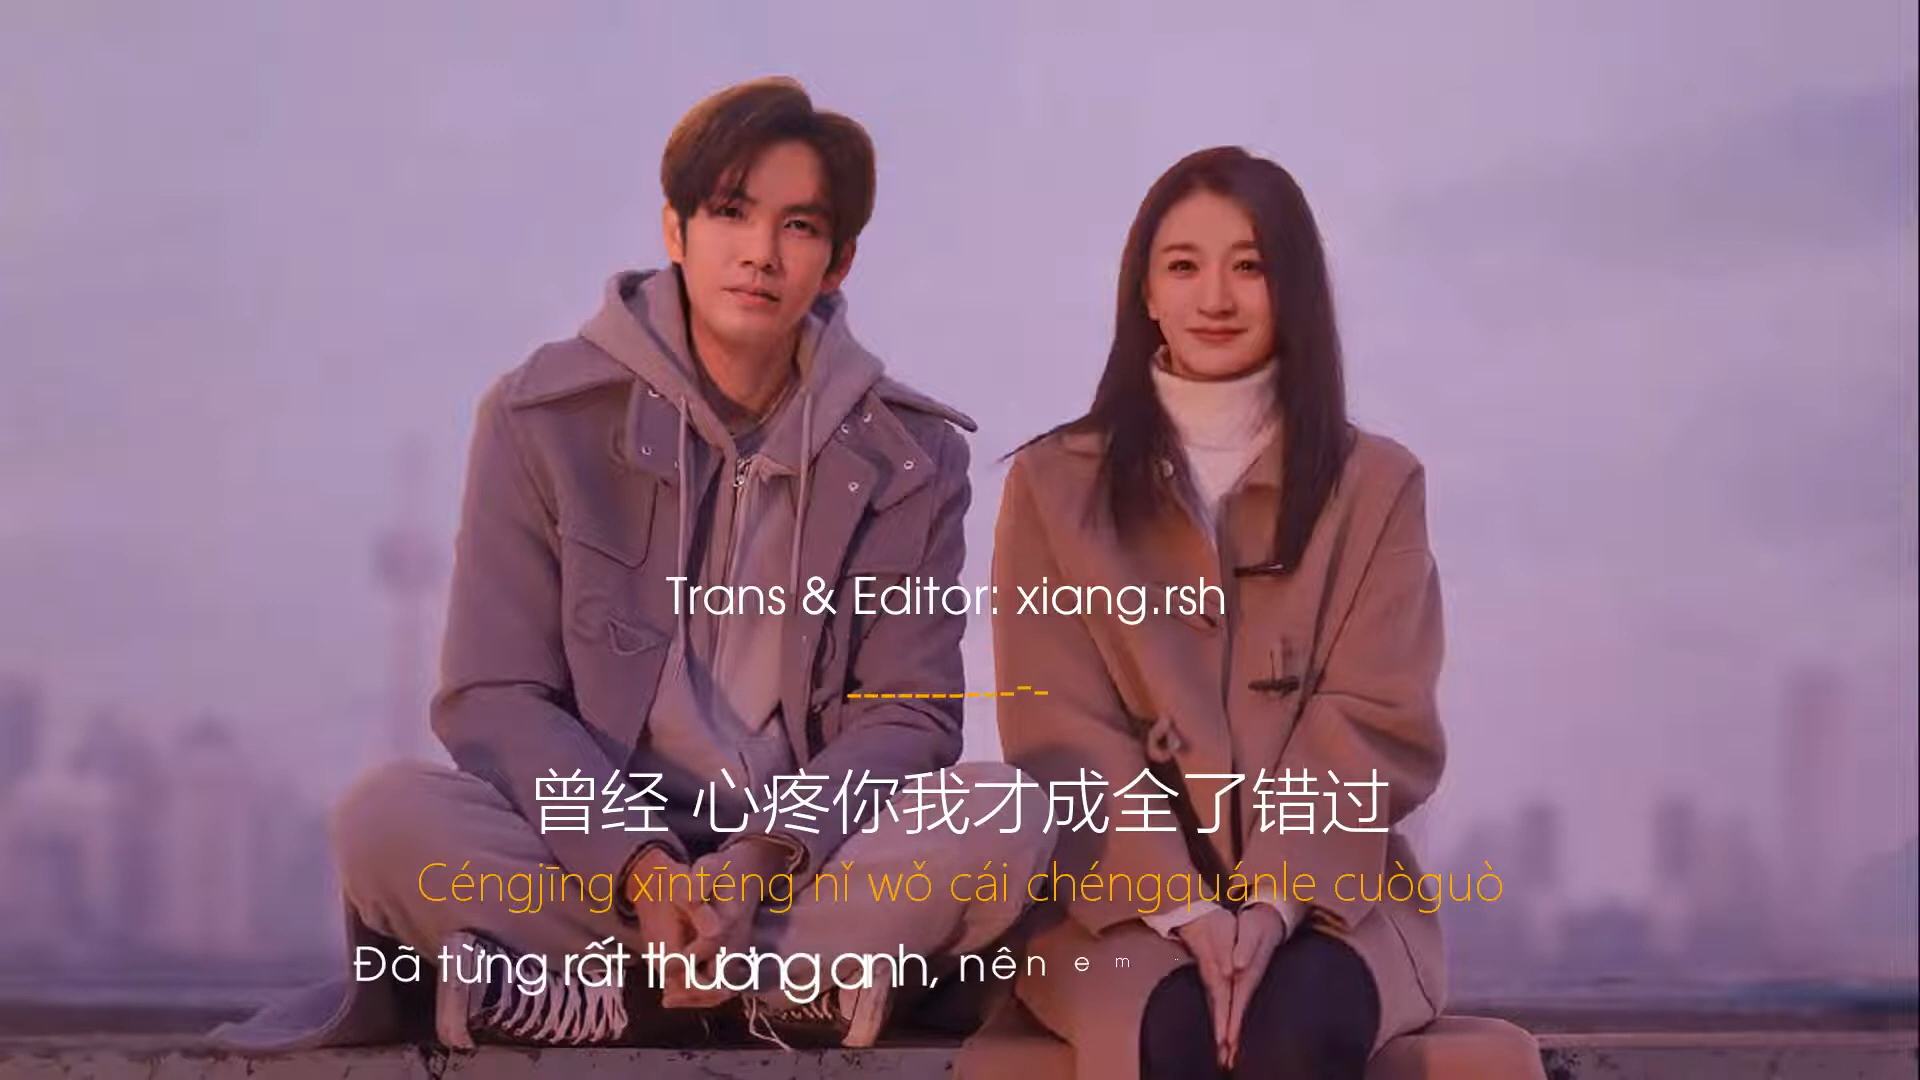 Trans & Editor: xiang.rsh
曾经 心疼你我才成全了错过
Céngjīng xīnténg nǐ wǒ cái chéngquánle cuòguò
Đã từng rất thương anh, nên em